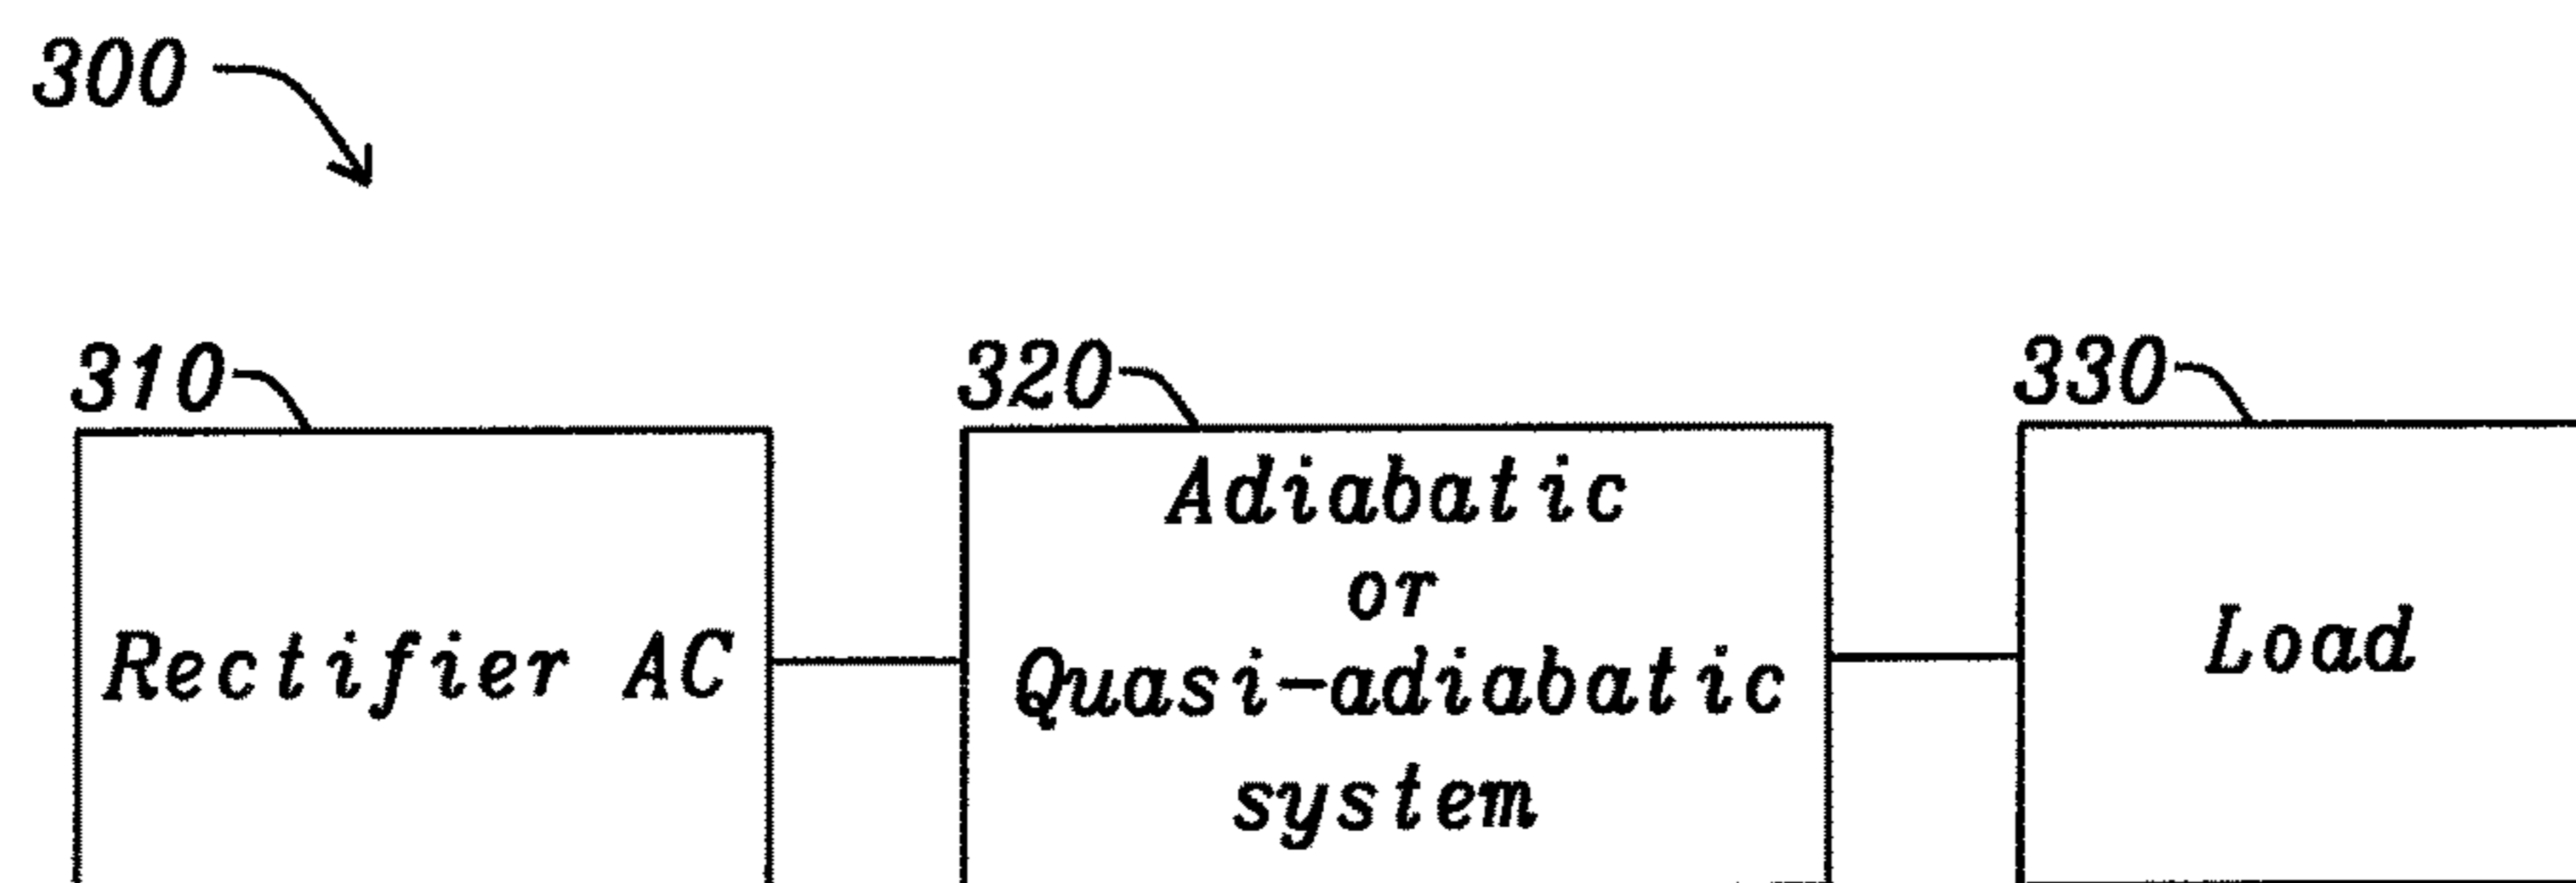 300
310
320
330
Rectifier AC
Adiabatic
or
Quasi-adiabatic
system
Load